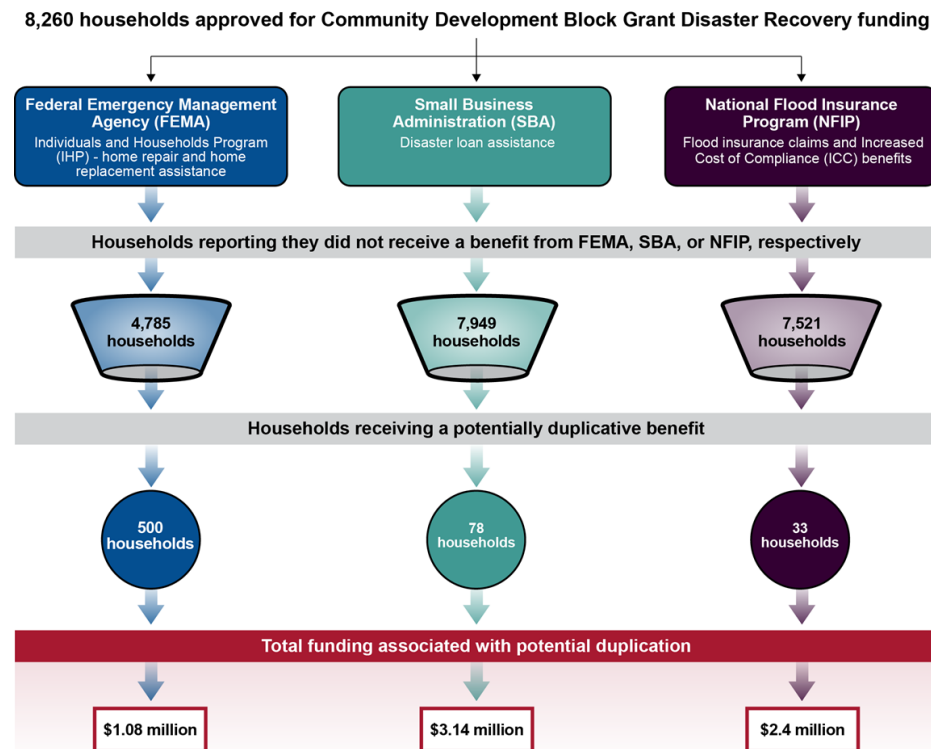 8,260 households approved for Community Development Block Grant Disaster Recovery funding
Federal Emergency Management
Agency (FEMA)
Individuals and Households Program
(IHP) - home repair and home
replacement assistance
Small Business
Administration (SBA)
Disaster loan assistance
National Flood Insurance
Program (NFIP)
Flood insurance claims and Increased
Cost of Compliance (ICC) benefits
Households reporting they did not receive a benefit from FEMA, SBA, or NFIP, respectively
4,785
households
7,949
households
7,521
households
Households receiving a potentially duplicative benefit
500
households
78
households
33
households
Total funding associated with potential duplication
$1.08 million
$3.14 million
$2.4 million